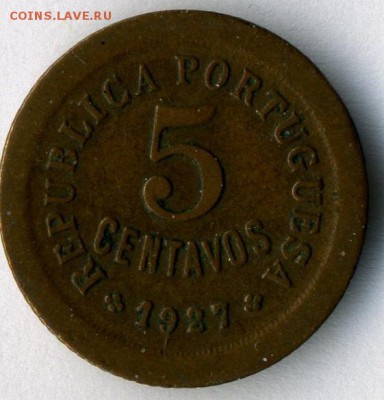 COINS.LAVE.RU
REPUBLICA PORTUGUESA
5
CENTAVOS
1927